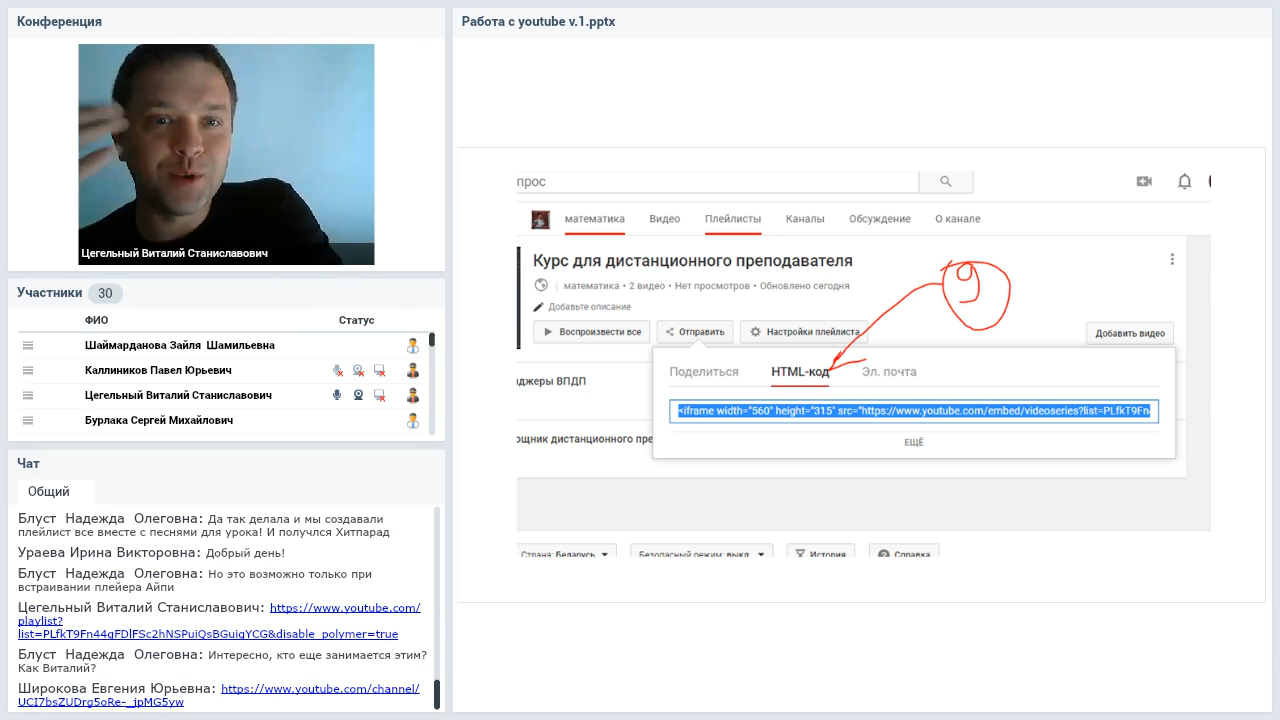 Конференция
Цегельный Виталий Станиславович
Участники 30
ФИО Статус
Шаймарданова Зайля Шамильевна
Каллиников Павел Юрьевич
Цегельный Виталий Станиславович
Бурлака Сергей Михайлович
Чат
Общий
Блуст Надежда Олеговна: Да так делала и мы создавали
плейлист все вместе с песнями для урока! И получлся Хитпарад
Ураева Ирина Викторовна: Добрый день!
Блуст Надежда Олеговна: Но это возможно только при
встраивании плейера Айпи
Цегельный Виталий Станиславович: https://www.youtube.com/
playlist?
list=PLfkT9Fn44gFDlFSc2hNSPuiQsBGuigYCG&disable_polymer=true
Блуст Надежда Олеговна: Интересно, кто еще занимается этим?
Как Виталий?
Широкова Евгения Юрьевна: https://www.youtube.com/channel/
UCI7bsZUDrg5oRe-_jpMG5yw
Работа с youtube v.1.pptx
прос
математика Видео Плейлисты Каналы Обсуждение О канале
Курс для дистанционного преподавателя
математика • 2 видео • Нет просмотров • Обновлено сегодня
Добавьте описание
Воспроизвести все Отправить Настройки плейлиста Добавить видео
9
Поделиться HTML-код Эл. почта
джеры ВПДП
<iframe width="560" height="315" src="https://www.youtube.com/embed/videoseries?list=PLfkT9Fn4
ощник дистанционного пре
ЕЩЁ
Страна: Беларусь Безопасный режим: выкл. История Справка